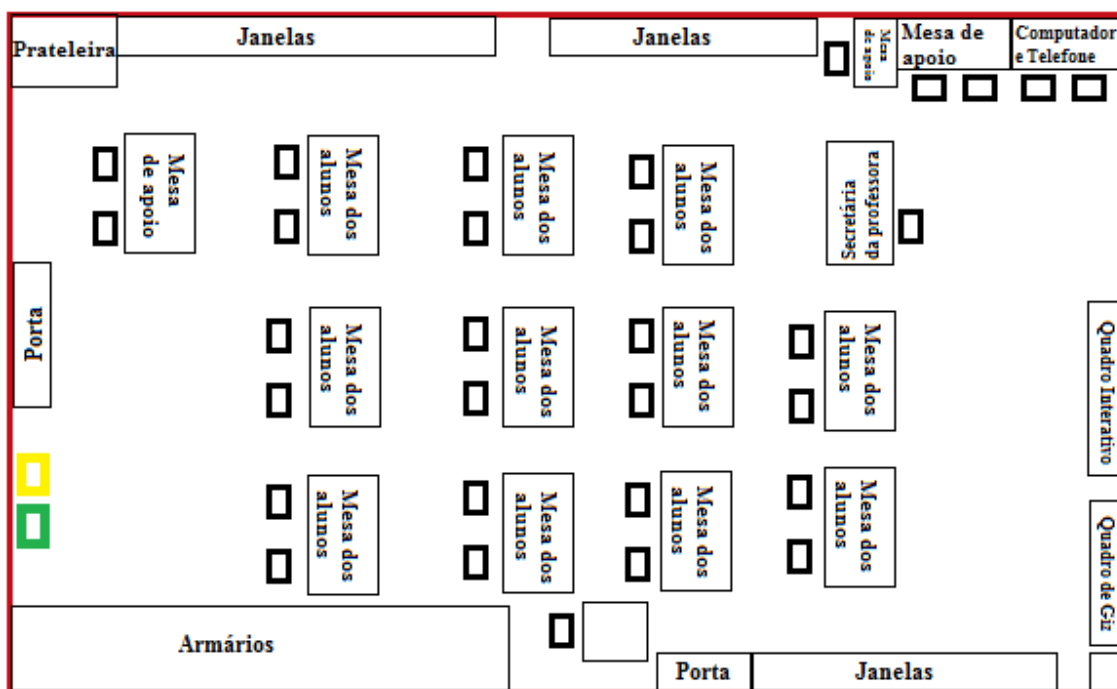 Prateleira
Janelas
Janelas
Mesa
de apoio
Mesa de
apoio
Computador
e Telefone
Mesa
de apoio
Mesa dos
alunos
Mesa dos
alunos
Mesa dos
alunos
Secretária
da professora
Porta
Mesa dos
alunos
Mesa dos
alunos
Mesa dos
alunos
Mesa dos
alunos
Quadro Interativo
Mesa dos
alunos
Mesa dos
alunos
Mesa dos
alunos
Mesa dos
alunos
Quadro de Giz
Armários
Porta
Janelas